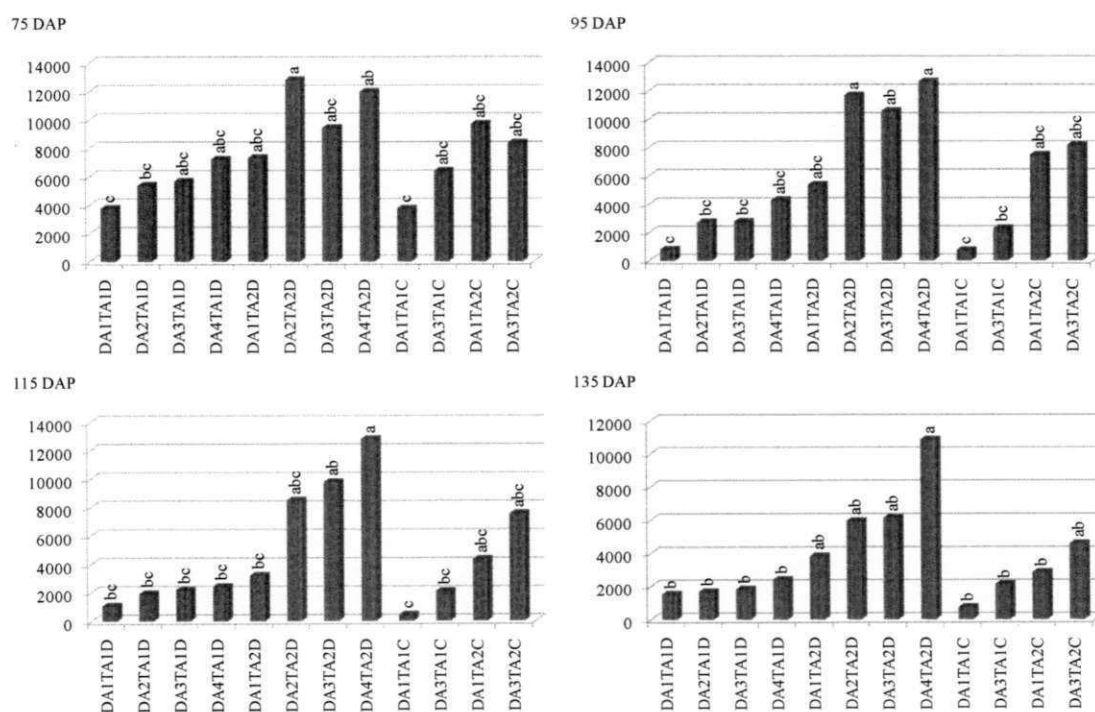 75 DAP
14000
12000
10000
8000
6000
4000
2000
0
c
bc
abc
abc
abc
a
abc
ab
c
abc
abc
abc
DA1TA1D
DA2TA1D
DA3TA1D
DA4TA1D
DA1TA2D
DA2TA2D
DA3TA2D
DA4TA2D
DA1TA1C
DA3TA1C
DA1TA2C
DA3TA2C
95 DAP
14000
12000
10000
8000
6000
4000
2000
0
c
bc
bc
abc
abc
a
ab
a
c
bc
abc
abc
DA1TA1D
DA2TA1D
DA3TA1D
DA4TA1D
DA1TA2D
DA2TA2D
DA3TA2D
DA4TA2D
DA1TA1C
DA3TA1C
DA1TA2C
DA3TA2C
115 DAP
14000
12000
10000
8000
6000
4000
2000
0
bc
bc
bc
bc
bc
abc
ab
a
c
bc
abc
abc
DA1TA1D
DA2TA1D
DA3TA1D
DA4TA1D
DA1TA2D
DA2TA2D
DA3TA2D
DA4TA2D
DA1TA1C
DA3TA1C
DA1TA2C
DA3TA2C
135 DAP
12000
10000
8000
6000
4000
2000
0
b
b
b
ab
ab
ab
ab
a
b
b
b
ab
DA1TA1D
DA2TA1D
DA3TA1D
DA4TA1D
DA1TA2D
DA2TA2D
DA3TA2D
DA4TA2D
DA1TA1C
DA3TA1C
DA1TA2C
DA3TA2C